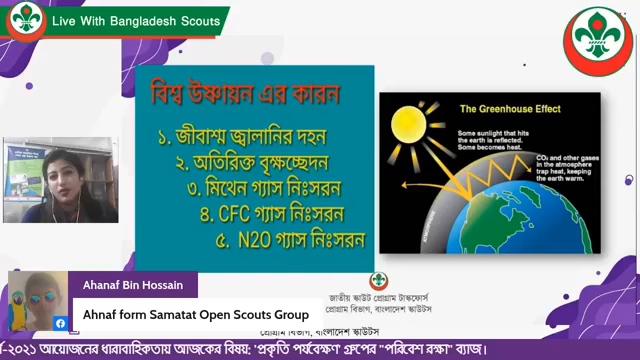 Live With Bangladesh Scouts
বিশ্ব উষ্ণায়ন এর কারন
১. জীবাশ্ম জ্বালানির দহন
২. অতিরিক্ত বৃক্ষচ্ছেদন
৩. মিথেন গ্যাস নিঃসরন
৪. CFC গ্যাস নিঃসরন
৫. N2O গ্যাস নিঃসরন
The Greenhouse Effect
Some sunlight that hits
the earth is reflected.
Some becomes heat.
CO₂ and other gases
in the atmosphere
trap heat, keeping
the earth warm.
ATMOSPHERE
Ahanaf Bin Hossain
Ahnaf form Samatat Open Scouts Group
জাতীয় স্কাউট প্রোগ্রাম টাস্কফোর্স
প্রোগ্রাম বিভাগ, বাংলাদেশ স্কাউটস
প্রোগ্রাম বিভাগ, বাংলাদেশ স্কাউটস
-২০২১ আয়োজনের ধারাবাহিকতায় আজকের বিষয়: 'প্রকৃতি পর্যবেক্ষণ' গ্রুপের "পরিবেশ রক্ষা" ব্যাজ।